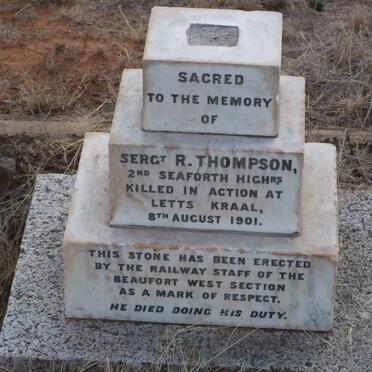 SACRED
TO THE MEMORY
OF
SERGT R. THOMPSON,
2ND SEAFORTH HIGHRS
KILLED IN ACTION AT
LETTS KRAAL,
8TH AUGUST 1901.
THIS STONE HAS BEEN ERECTED
BY THE RAILWAY STAFF OF THE
BEAUFORT WEST SECTION
AS A MARK OF RESPECT.
HE DIED DOING HIS DUTY.